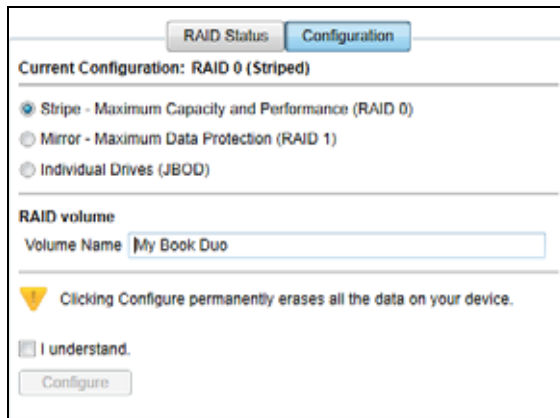 RAID Status Configuration
Current Configuration: RAID 0 (Striped)
Stripe - Maximum Capacity and Performance (RAID 0)
Mirror - Maximum Data Protection (RAID 1)
Individual Drives (JBOD)
RAID volume
Volume Name My Book Duo
Clicking Configure permanently erases all the data on your device.
I understand.
Configure